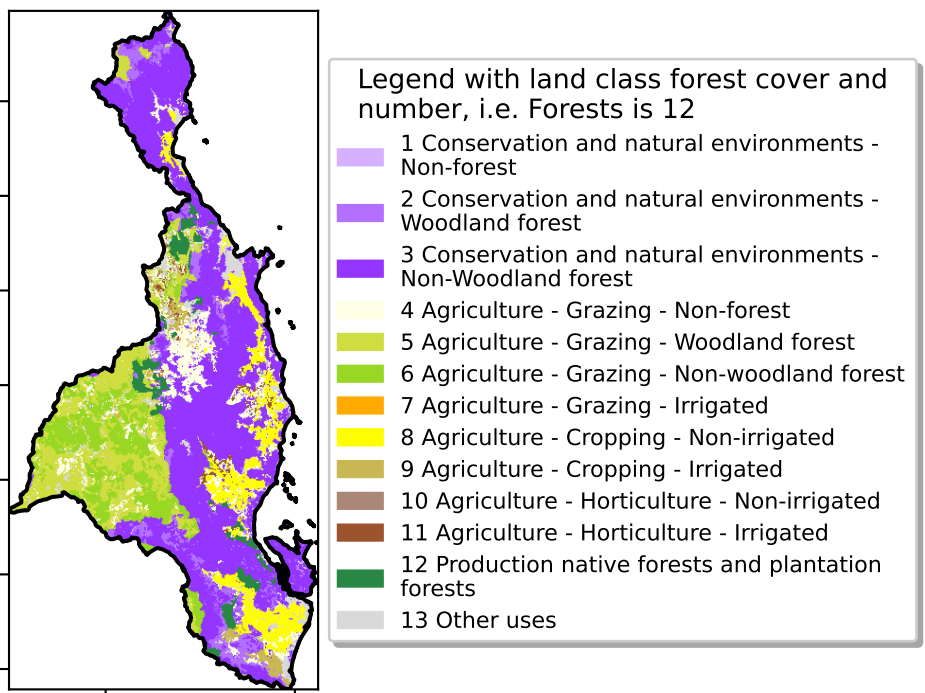 Legend with land class forest cover and
number, i.e. Forests is 12
1 Conservation and natural environments -
Non-forest
2 Conservation and natural environments -
Woodland forest
3 Conservation and natural environments -
Non-Woodland forest
4 Agriculture - Grazing - Non-forest
5 Agriculture - Grazing - Woodland forest
6 Agriculture - Grazing - Non-woodland forest
7 Agriculture - Grazing - Irrigated
8 Agriculture - Cropping - Non-irrigated
9 Agriculture - Cropping - Irrigated
10 Agriculture - Horticulture - Non-irrigated
11 Agriculture - Horticulture - Irrigated
12 Production native forests and plantation
forests
13 Other uses